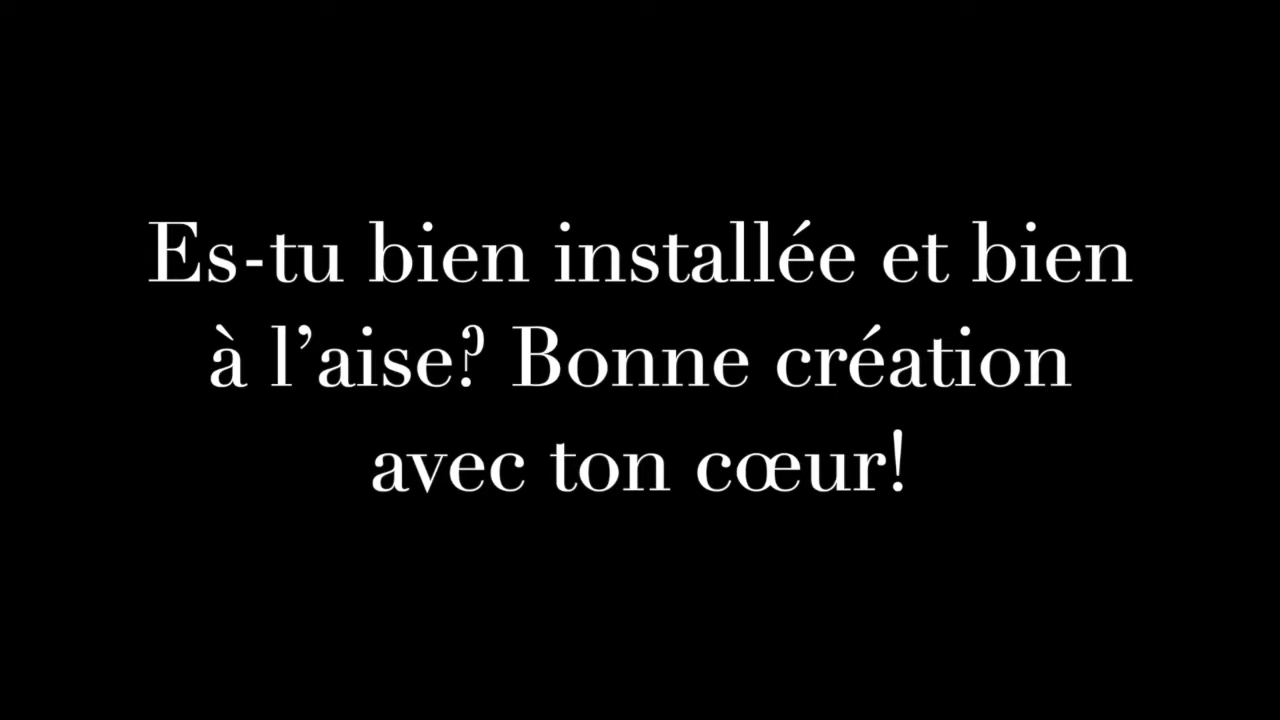 Es-tu bien installée et bien
à l’aise? Bonne création
avec ton cœur!